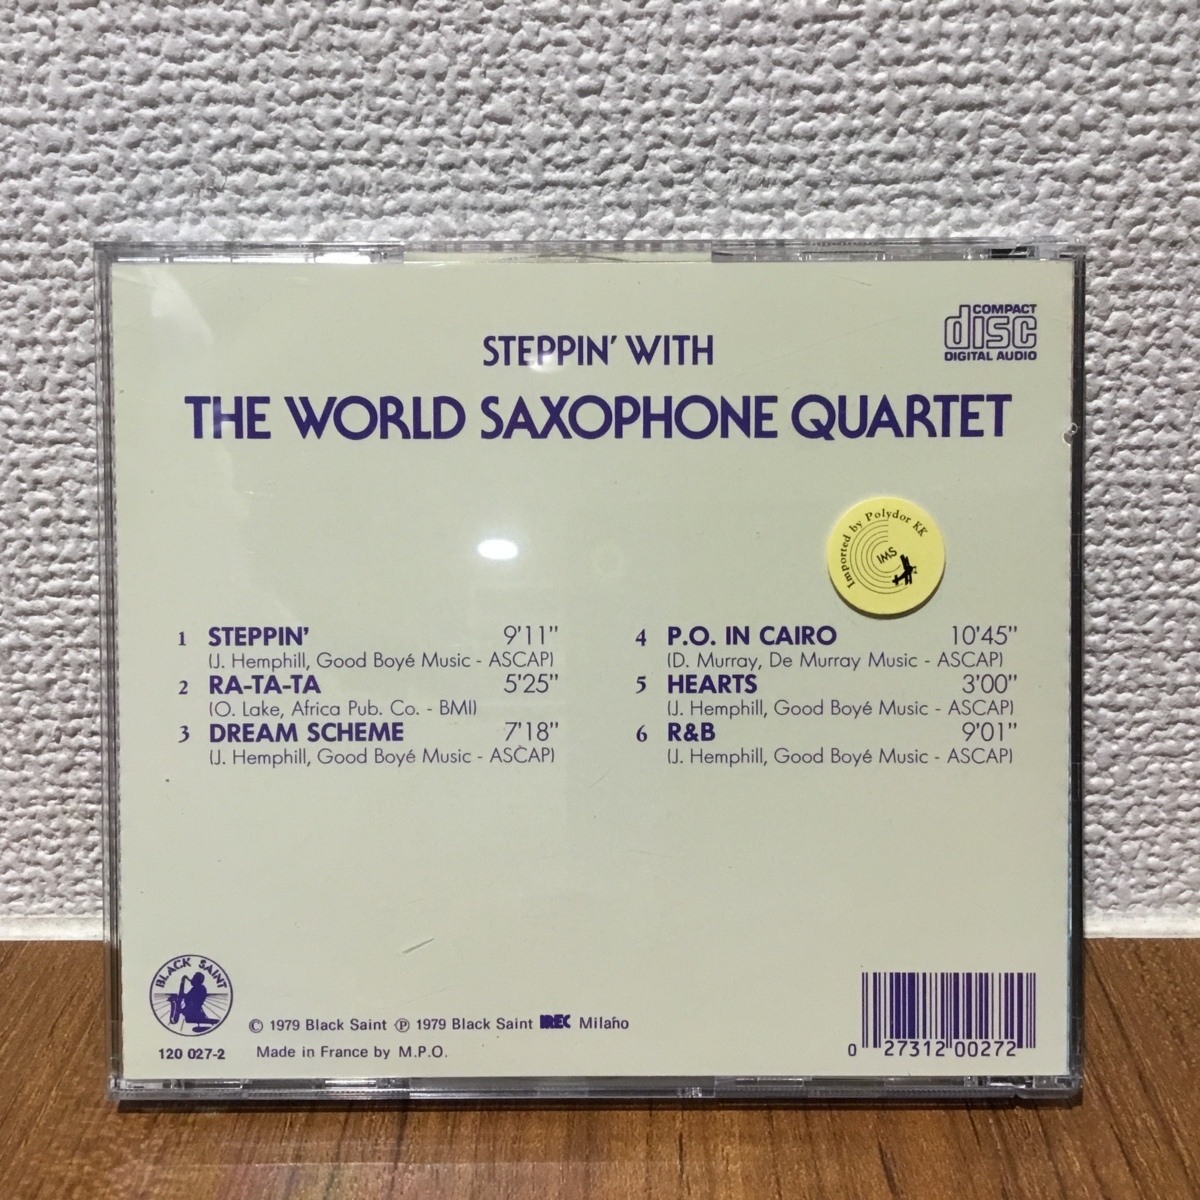 COMPACT
disc
DIGITAL AUDIO
STEPPIN' WITH
THE WORLD SAXOPHONE QUARTET
Imported by Polydor KK
IMS
1 STEPPIN' 9'11"
(J. Hemphill, Good Boyé Music - ASCAP)
2 RA-TA-TA 5'25"
(O. Lake, Africa Pub. Co. - BMI)
3 DREAM SCHEME 7'18"
(J. Hemphill, Good Boyé Music - ASCAP)
4 P.O. IN CAIRO 10'45"
(D. Murray, De Murray Music - ASCAP)
5 HEARTS 3'00"
(J. Hemphill, Good Boyé Music - ASCAP)
6 R&B 9'01"
(J. Hemphill, Good Boyé Music - ASCAP)
BLACK SAINT
120 027-2
© 1979 Black Saint ℗ 1979 Black Saint IREC Milano
Made in France by M.P.O.
0 27312 00272